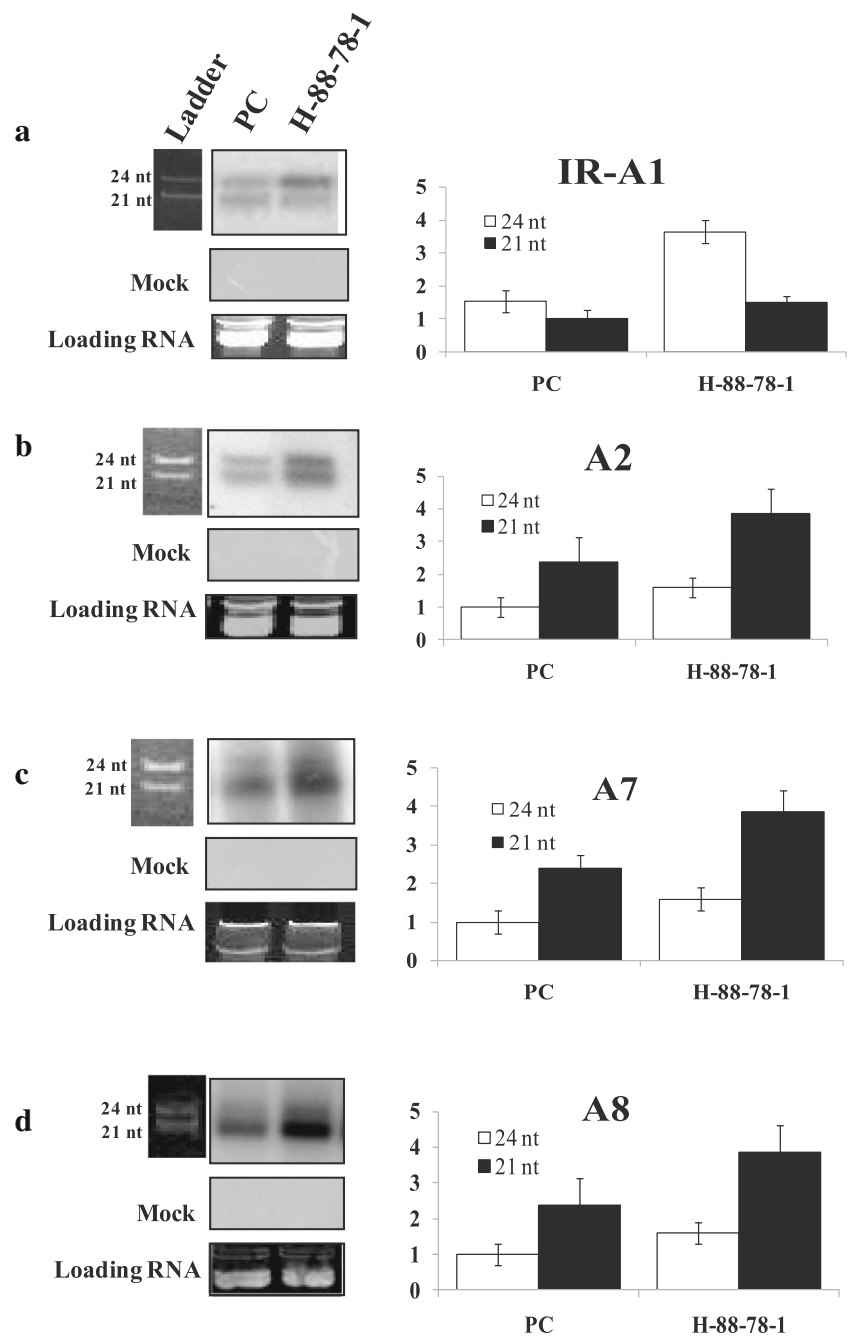 Ladder
PC
H-88-78-1
a
24 nt
21 nt
Mock
Loading RNA
IR-A1
5
4
3
2
1
0
24 nt
21 nt
PC
H-88-78-1
b
24 nt
21 nt
Mock
Loading RNA
A2
5
4
3
2
1
0
24 nt
21 nt
PC
H-88-78-1
c
24 nt
21 nt
Mock
Loading RNA
A7
5
4
3
2
1
0
24 nt
21 nt
PC
H-88-78-1
d
24 nt
21 nt
Mock
Loading RNA
A8
5
4
3
2
1
0
24 nt
21 nt
PC
H-88-78-1